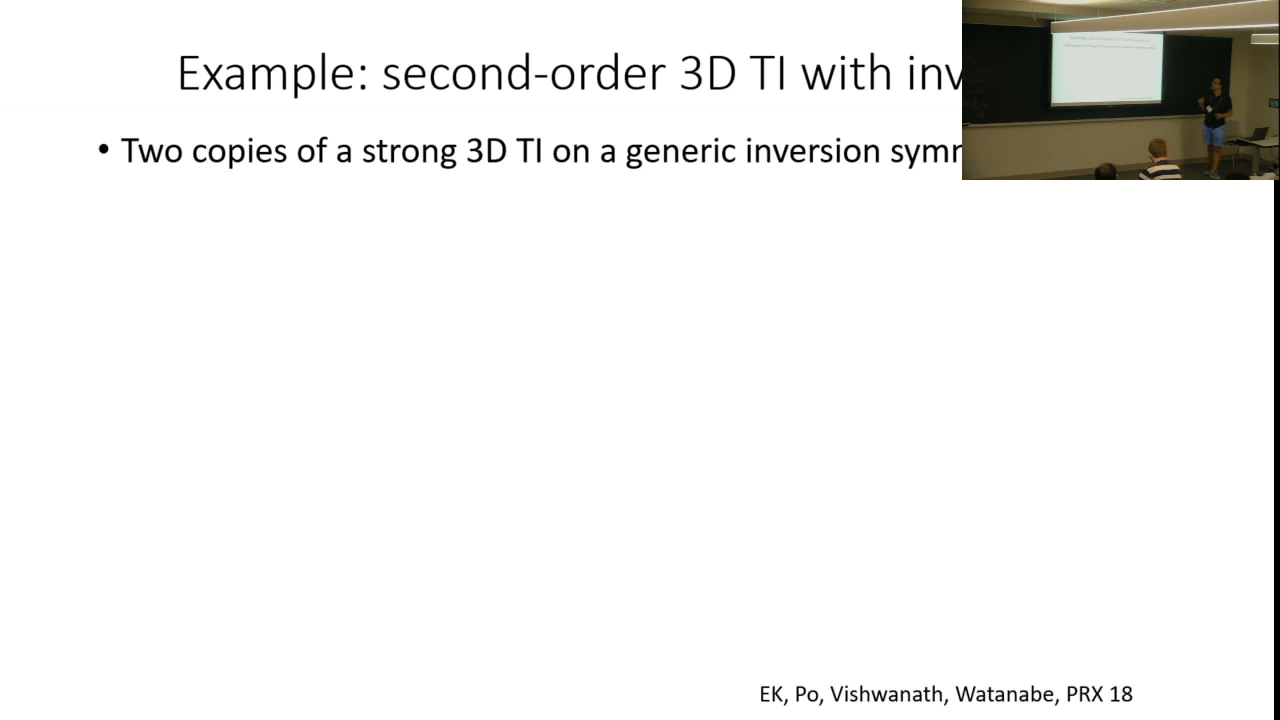 Example: second-order 3D TI with inv
• Two copies of a strong 3D TI on a generic inversion symm
EK, Po, Vishwanath, Watanabe, PRX 18